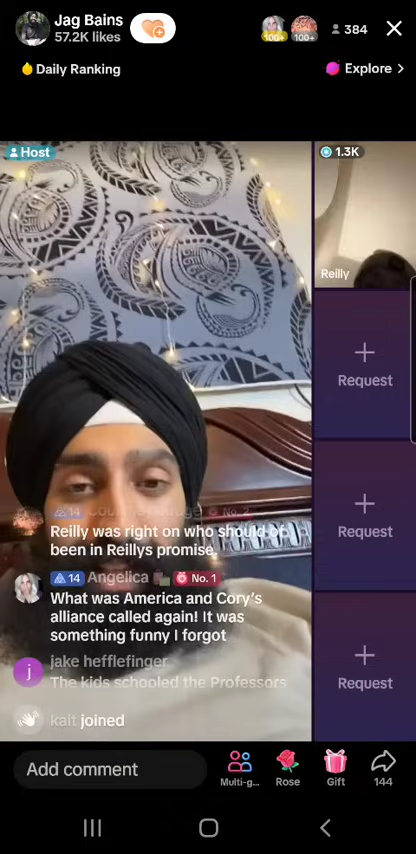 Jag Bains
57.2K likes
100+
100+
384
Daily Ranking
Explore >
Host
1.3K
Reilly
Request
Request
Request
Request
14 No. 2
Reilly was right on who should of
been in Reillys promise.
14 Angelica No. 1
What was America and Cory's
alliance called again! It was
something funny I forgot
j
jake hefflefinger
The kids schooled the Professors
kait joined
Add comment
Multi-g...
Rose
Gift
144